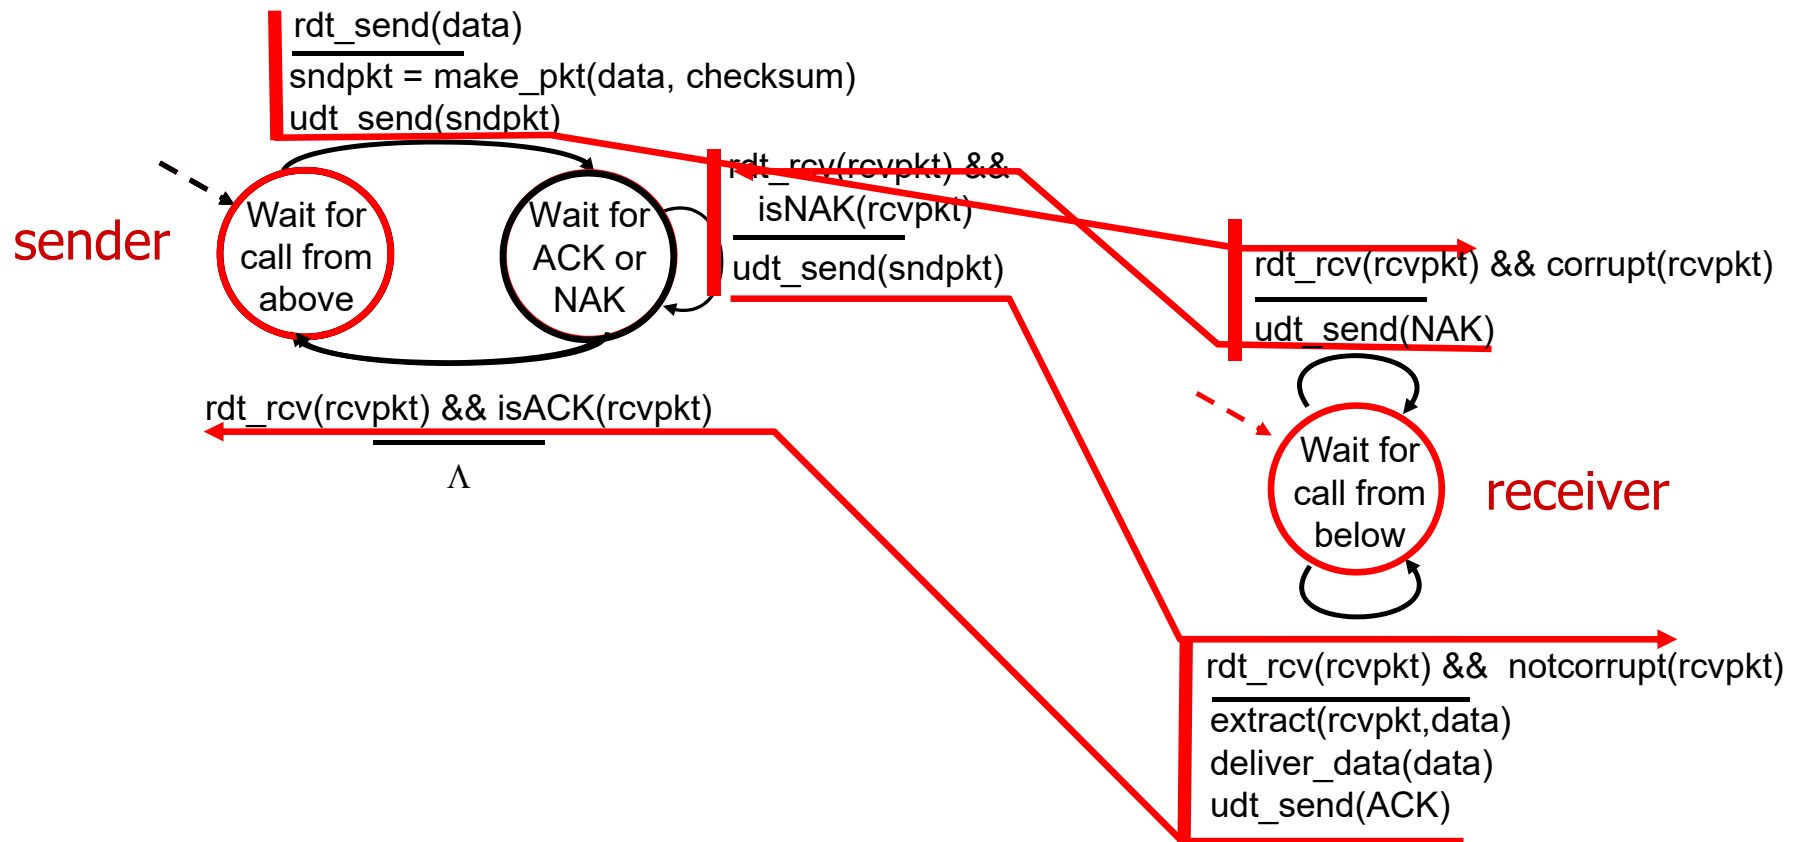 rdt_send(data)
sndpkt = make_pkt(data, checksum)
udt_send(sndpkt)
sender
Wait for
call from
above
Wait for
ACK or
NAK
rdt_rcv(rcvpkt) &&
isNAK(rcvpkt)
udt_send(sndpkt)
rdt_rcv(rcvpkt) && isACK(rcvpkt)
Λ
rdt_rcv(rcvpkt) && corrupt(rcvpkt)
udt_send(NAK)
Wait for
call from
below
receiver
rdt_rcv(rcvpkt) && notcorrupt(rcvpkt)
extract(rcvpkt,data)
deliver_data(data)
udt_send(ACK)